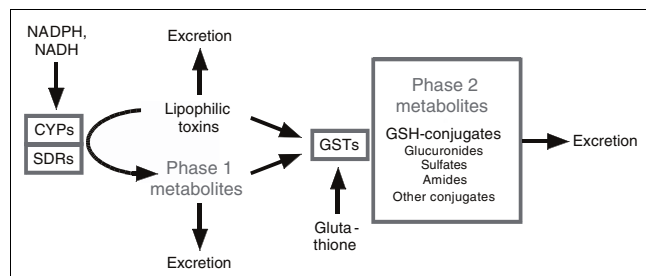 NADPH,
NADH
CYPs
SDRs
Excretion
Lipophilic
toxins
Phase 1
metabolites
Excretion
GSTs
Gluta -
thione
Phase 2
metabolites
GSH-conjugates
Glucuronides
Sulfates
Amides
Other conjugates
Excretion